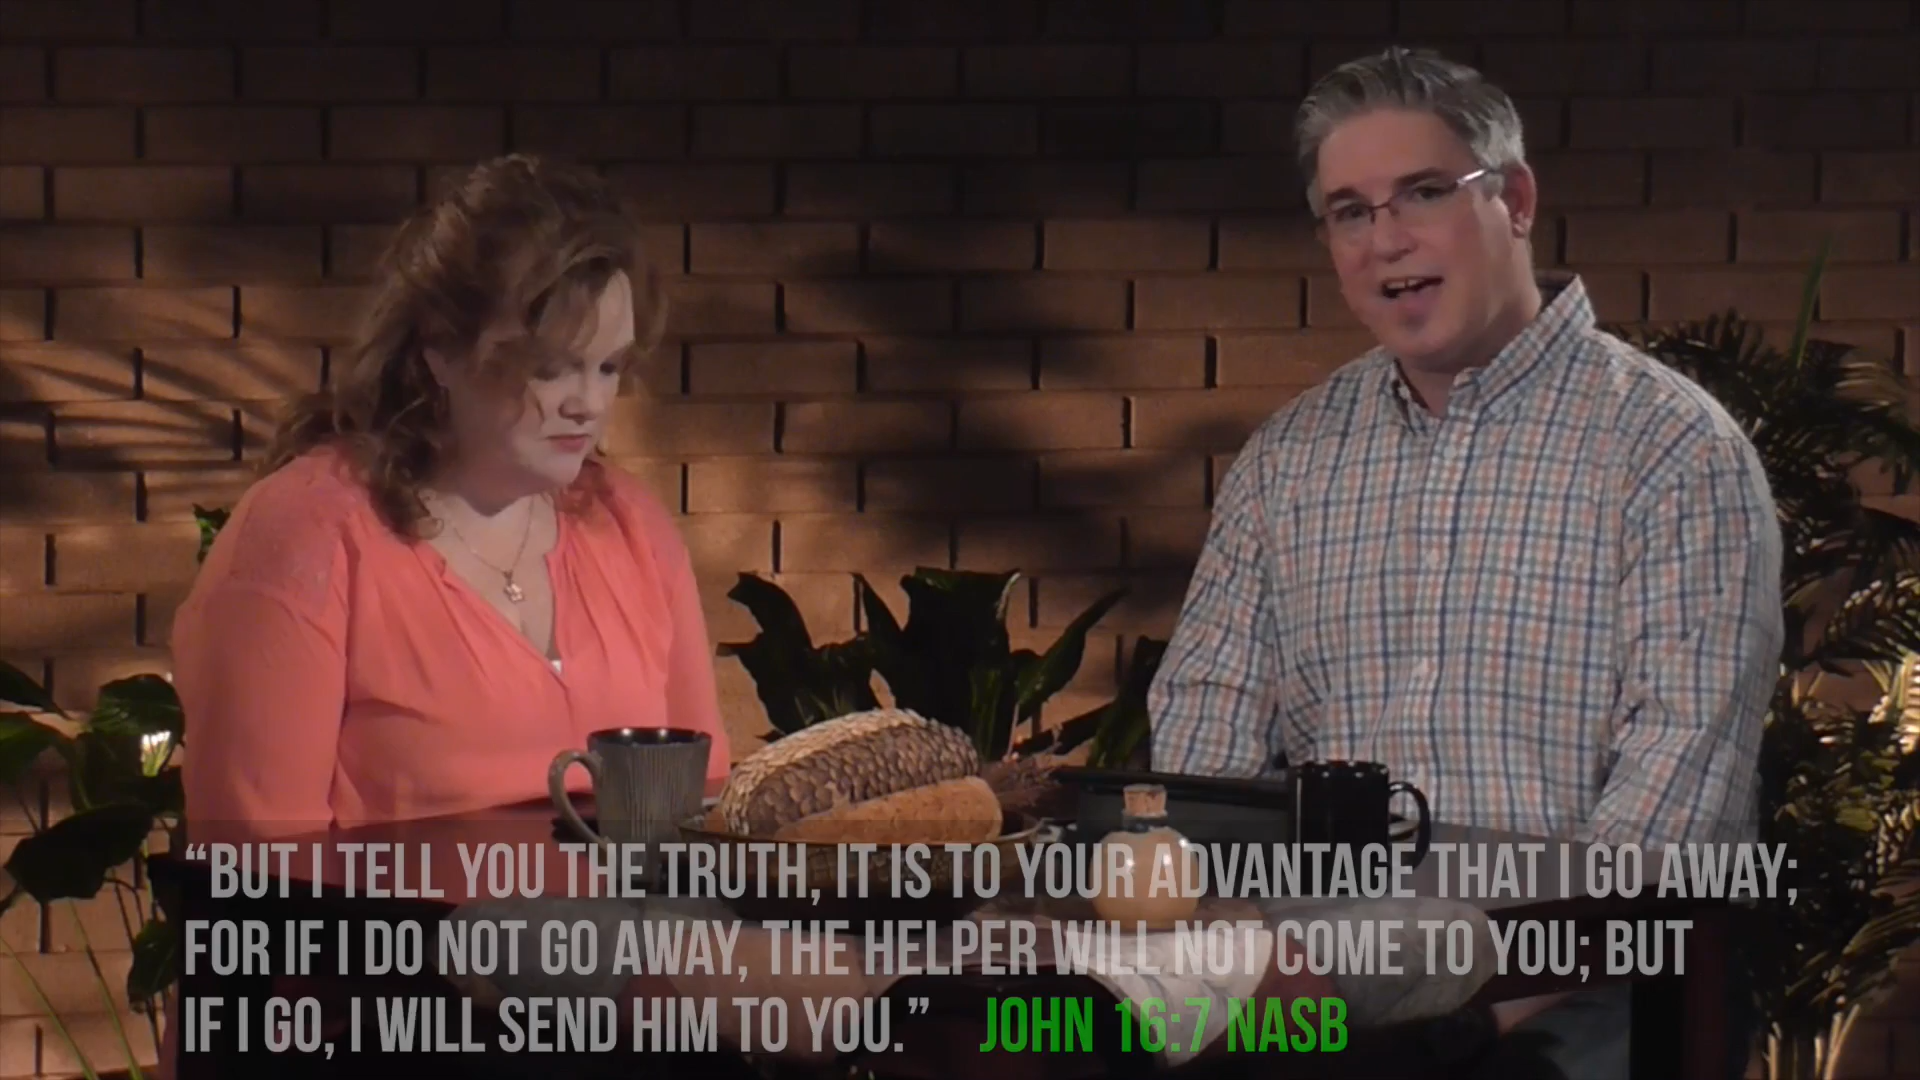 “BUT I TELL YOU THE TRUTH, IT IS TO YOUR ADVANTAGE THAT I GO AWAY;
FOR IF I DO NOT GO AWAY, THE HELPER WILL NOT COME TO YOU; BUT
IF I GO, I WILL SEND HIM TO YOU.” JOHN 16:7 NASB